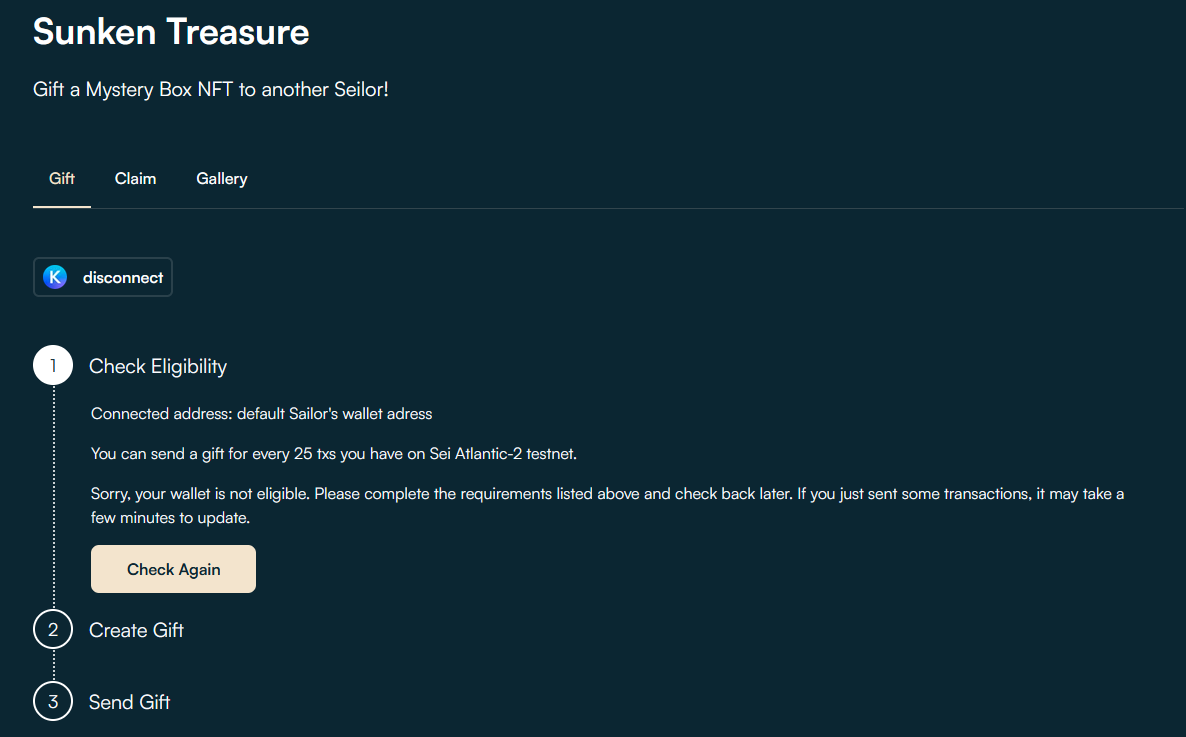 Sunken Treasure
Gift a Mystery Box NFT to another Seilor!
Gift Claim Gallery
K disconnect
1 Check Eligibility
Connected address: default Sailor's wallet adress
You can send a gift for every 25 txs you have on Sei Atlantic-2 testnet.
Sorry, your wallet is not eligible. Please complete the requirements listed above and check back later. If you just sent some transactions, it may take a
few minutes to update.
Check Again
2 Create Gift
3 Send Gift